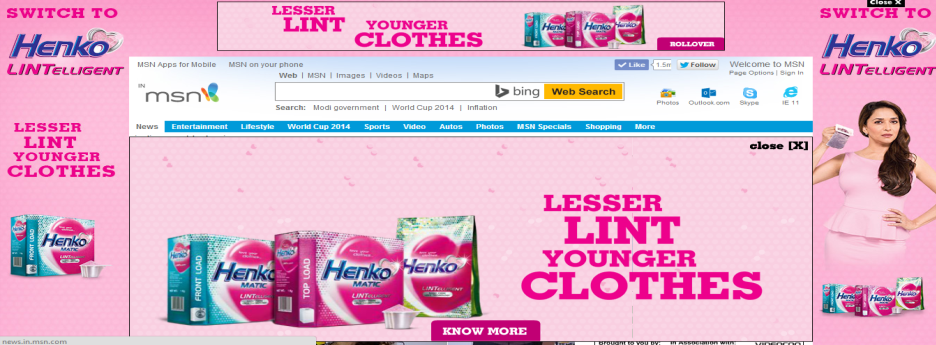 SWITCH TO
Henko
LINTELLIGENT
LESSER
LINT
YOUNGER
CLOTHES
FRONT LOAD
Henko
MATIC
LESSER
LINT YOUNGER
CLOTHES
ROLLOVER
Close X
SWITCH TO
Henko
LINTELLIGENT
MSN Apps for Mobile MSN on your phone
Like 1.5m Follow Welcome to MSN
Page Options | Sign In
Web | MSN | Images | Videos | Maps
IN
msn
bing Web Search
Search: Modi government | World Cup 2014 | Inflation
Photos Outlook.com Skype IE 11
News Entertainment Lifestyle World Cup 2014 Sports Video Autos Photos MSN Specials Shopping More
close [X]
LESSER
LINT
YOUNGER
CLOTHES
FRONT LOAD
Henko
MATIC
LINTELLIGENT
TOP LOAD
Henko
MATIC
LINTELLIGENT
Henko
LINTELLIGENT
KNOW MORE
news.in.msn.com
Brought to you by: In Association with: